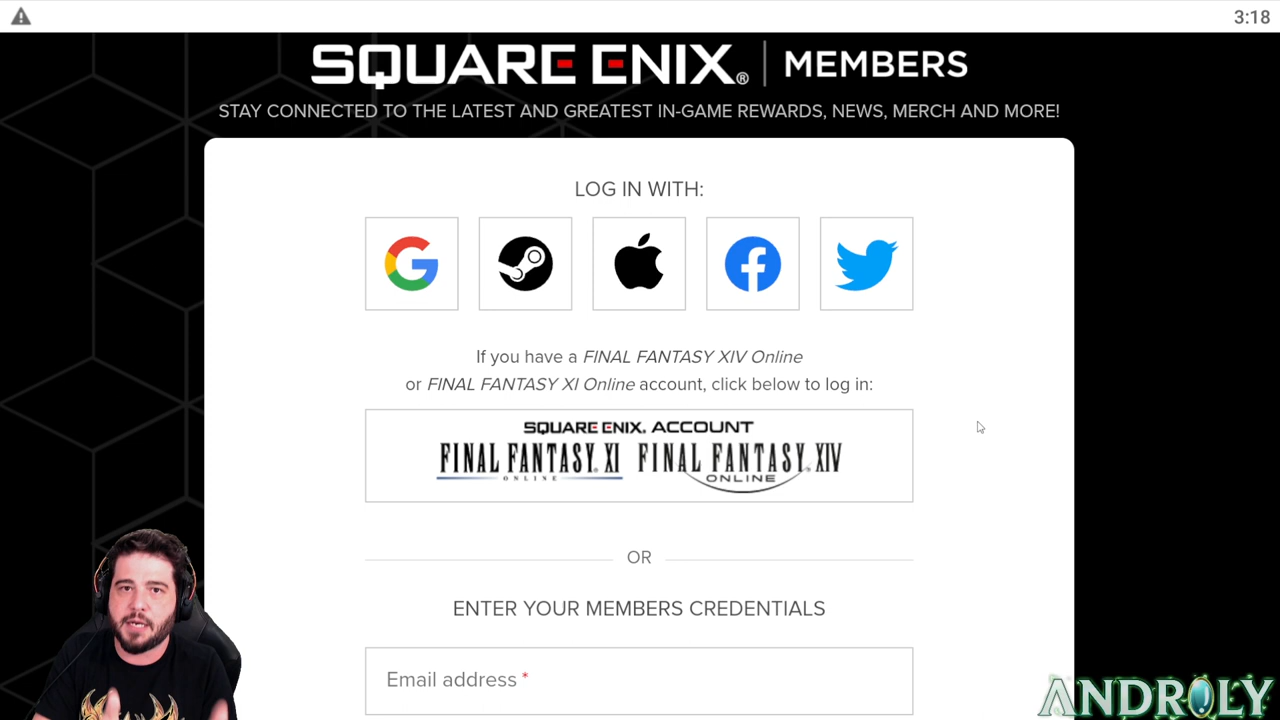 3:18
SQUARE ENIX® | MEMBERS
STAY CONNECTED TO THE LATEST AND GREATEST IN-GAME REWARDS, NEWS, MERCH AND MORE!
LOG IN WITH:
If you have a FINAL FANTASY XIV Online
or FINAL FANTASY XI Online account, click below to log in:
SQUARE ENIX. ACCOUNT
FINAL FANTASY® XI FINAL FANTASY® XIV
ONLINE ONLINE
OR
ENTER YOUR MEMBERS CREDENTIALS
Email address *
ANDROLY